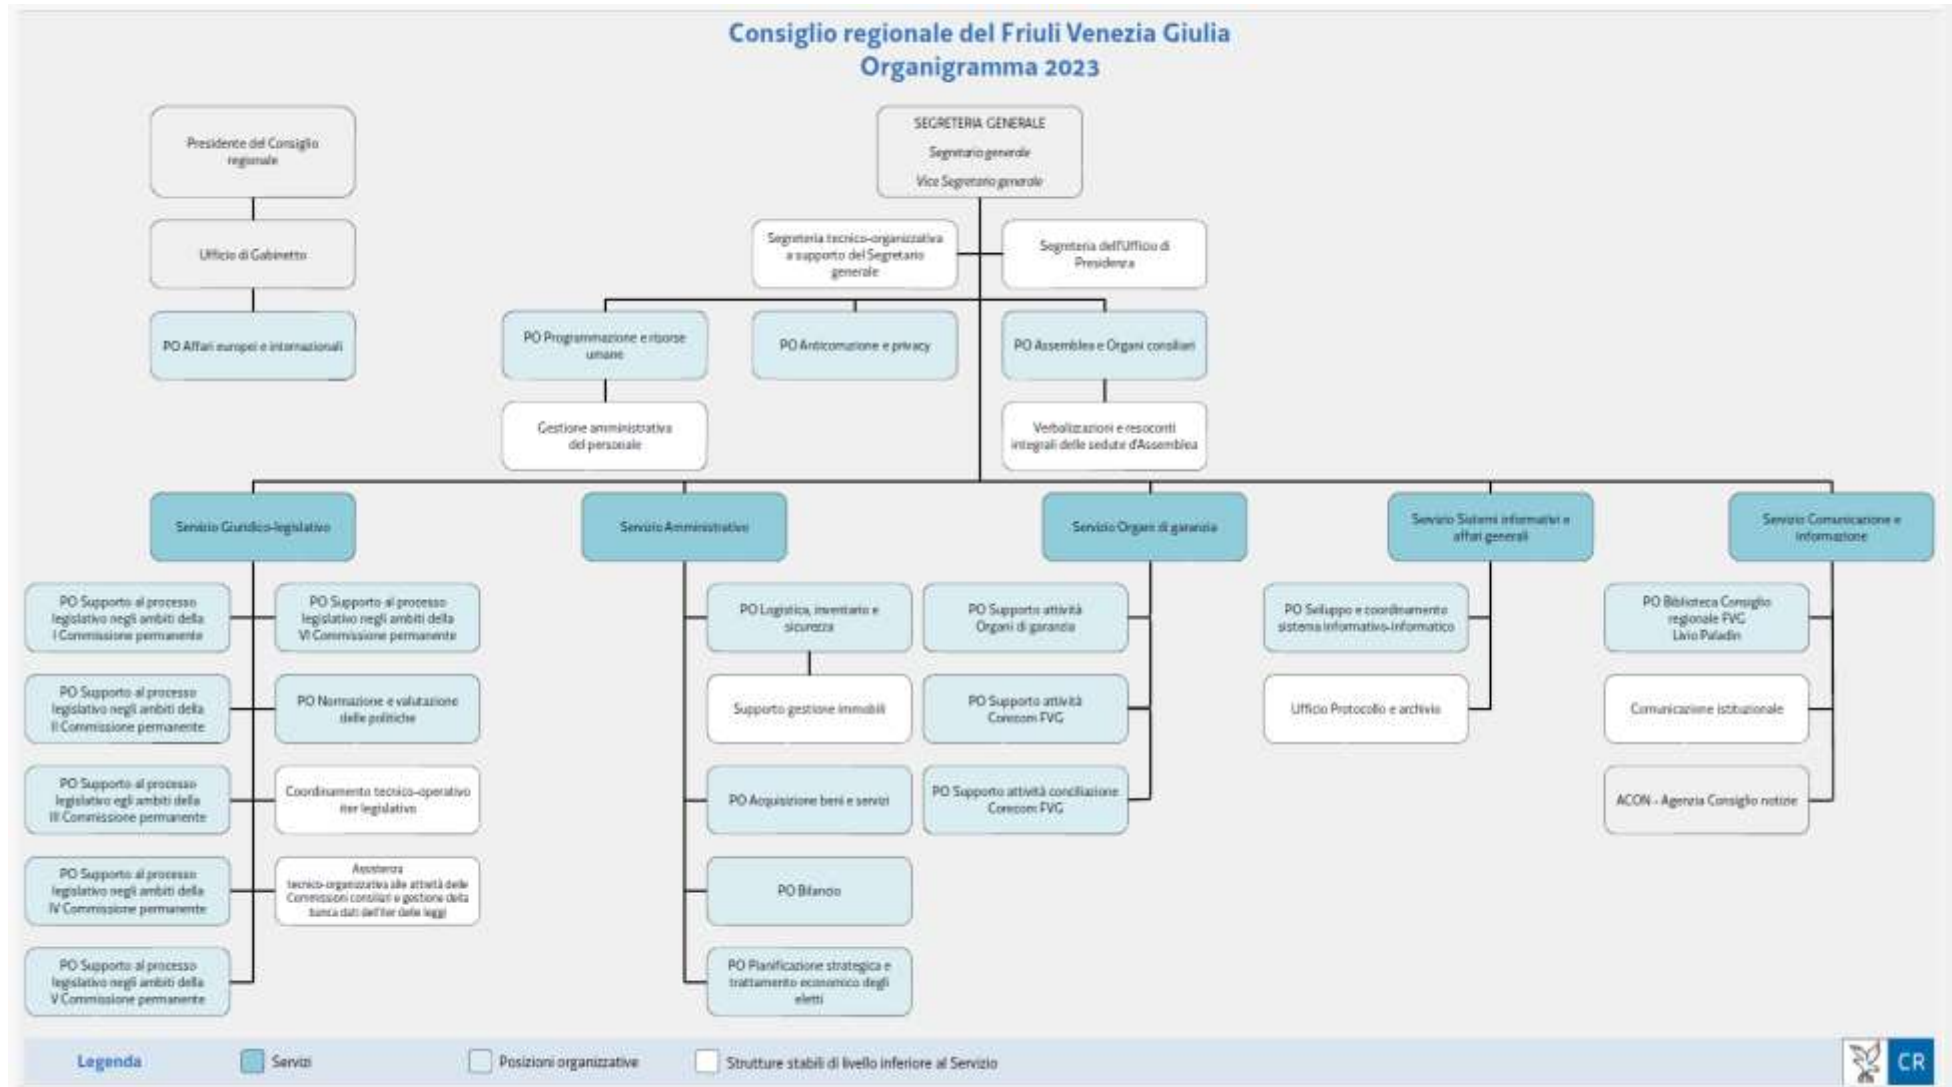 Consiglio regionale del Friuli Venezia Giulia
Organigramma 2023
Presidente del Consiglio
regionale
SEGRETERIA GENERALE
Segretario generale
Vice Segretario generale
Ufficio di Gabinetto
Segreteria tecnico-organizzativa
a supporto del Segretario
generale
Segreteria dell'Ufficio di
Presidenza
PO Affari europei e internazionali
PO Programmazione e risorse
umane
PO Anticorruzione e privacy
PO Assemblea e Organi consiliari
Gestione amministrativa
del personale
Verbalizzazioni e resoconti
integrali delle sedute d'Assemblea
Servizio Giuridico-legislativo
Servizio Amministrativo
Servizio Organi di garanzia
Servizio Sistemi informativi e
affari generali
Servizio Comunicazione e
informazione
PO Supporto al processo
legislativo negli ambiti della
I Commissione permanente
PO Supporto al processo
legislativo negli ambiti della
VI Commissione permanente
PO Logistica, inventario e
sicurezza
PO Supporto attività
Organi di garanzia
PO Sviluppo e coordinamento
sistema informativo-informatico
PO Biblioteca Consiglio
regionale FVG
Livio Paladin
PO Supporto al processo
legislativo negli ambiti della
II Commissione permanente
PO Normazione e valutazione
delle politiche
Supporto gestione immobili
PO Supporto attività
Corecom FVG
Ufficio Protocollo e archivio
Comunicazione istituzionale
PO Supporto al processo
legislativo egli ambiti della
III Commissione permanente
Coordinamento tecnico-operativo
iter legislativo
PO Acquisizione beni e servizi
PO Supporto attività conciliazione
Corecom FVG
ACON - Agenzia Consiglio notizie
PO Supporto al processo
legislativo negli ambiti della
IV Commissione permanente
Assistenza
tecnico-organizzativa alle attività delle
Commissioni consiliari e gestione della
banca dati dell'iter delle leggi
PO Bilancio
PO Supporto al processo
legislativo negli ambiti della
V Commissione permanente
PO Pianificazione strategica e
trattamento economico degli
eletti
Legenda
Servizi
Posizioni organizzative
Strutture stabili di livello inferiore al Servizio
CR